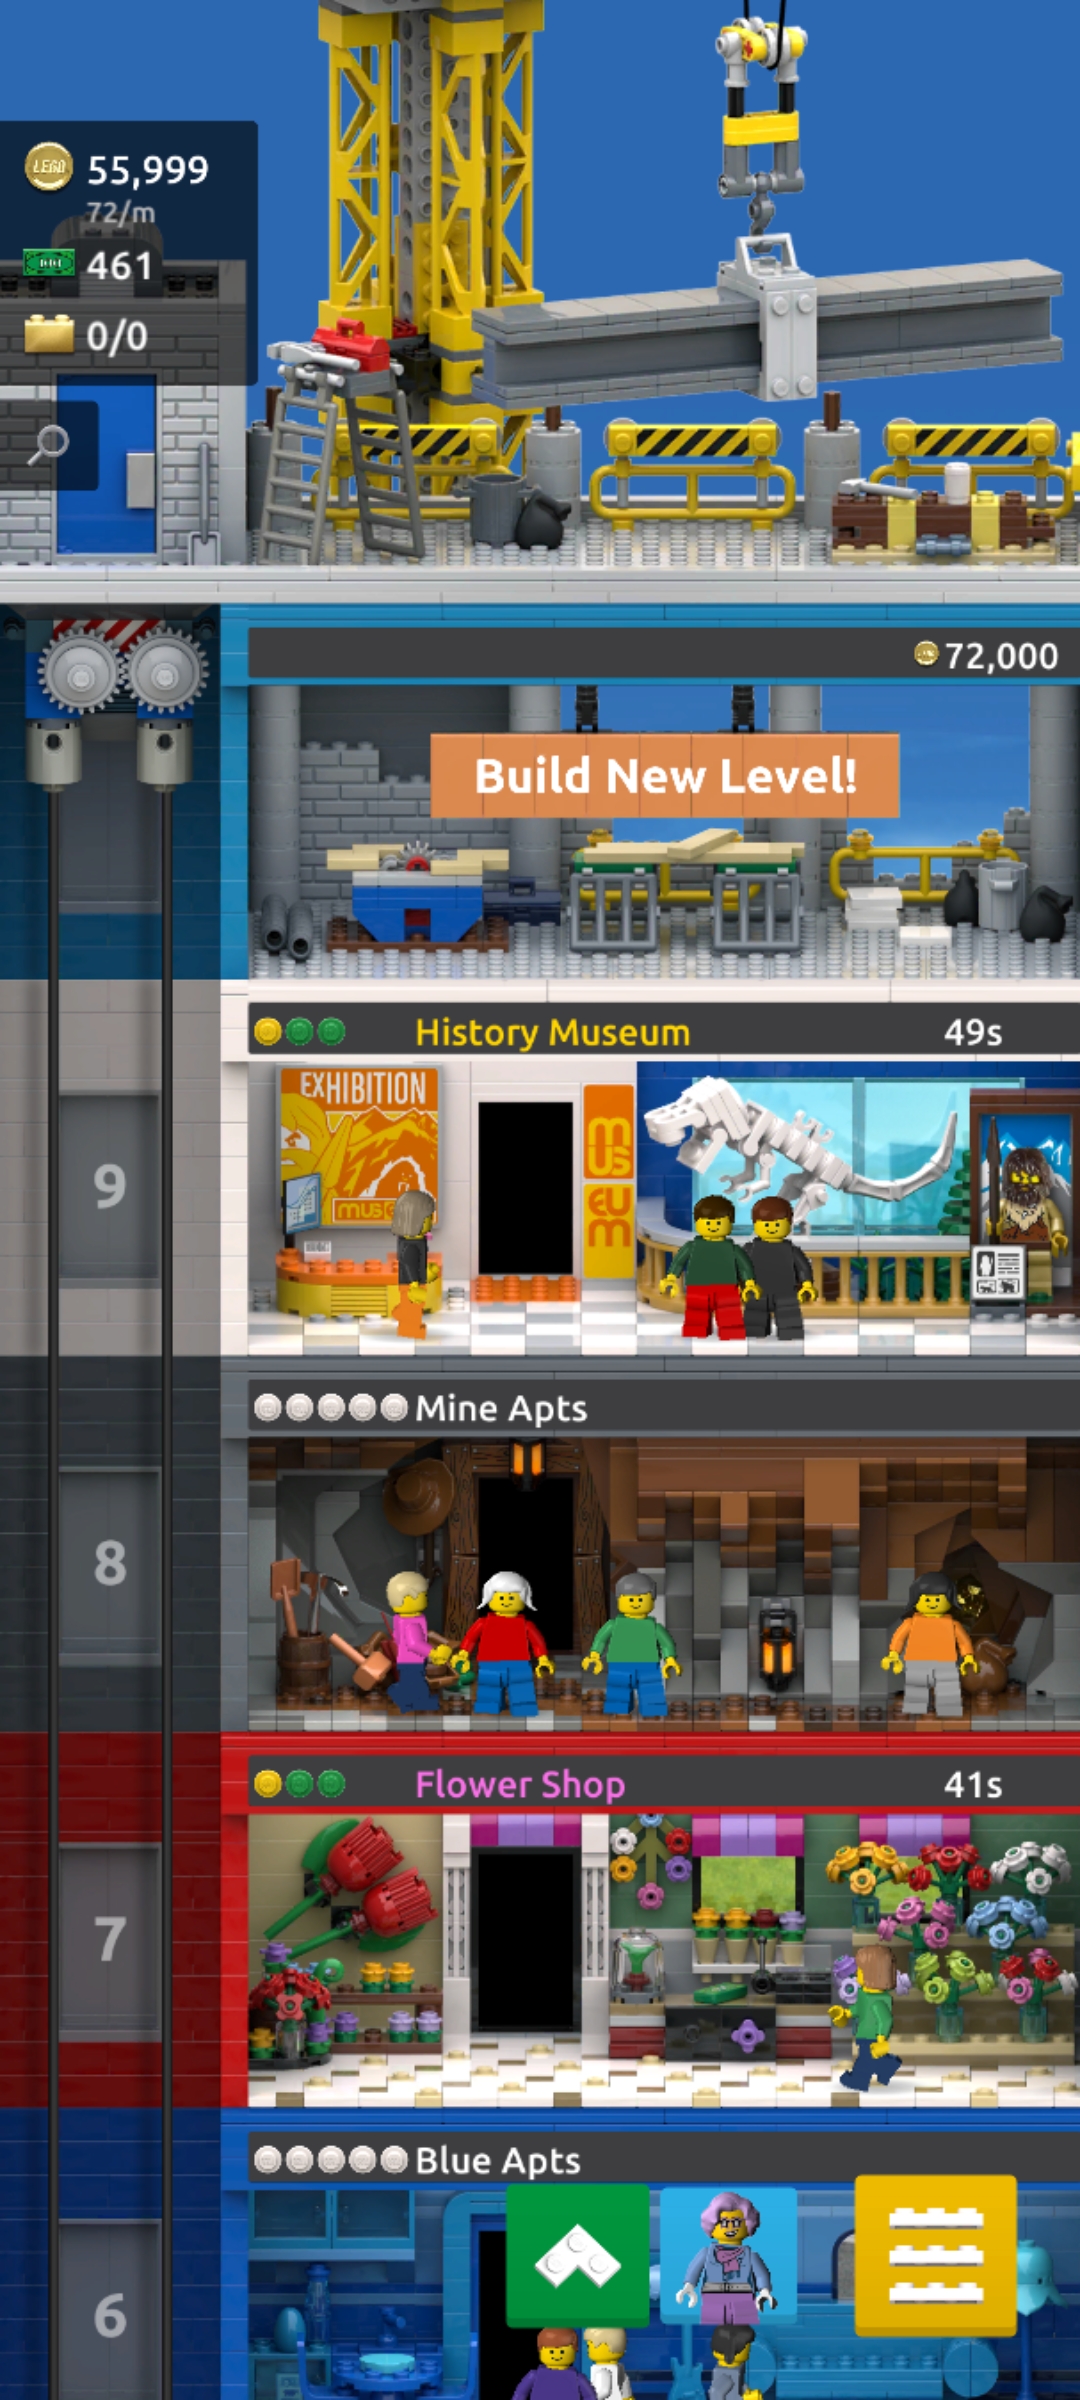 LEGO
55,999
72/m
461
0/0
72,000
Build New Level!
History Museum
49s
EXHIBITION
MUS
MUS
EUM
9
Mine Apts
8
Flower Shop
41s
7
Blue Apts
6